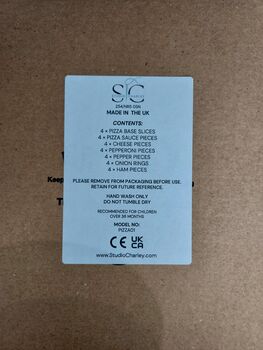 SC
254/NR5 0SN
MADE IN THE UK
CONTENTS:
4 × PIZZA BASE SLICES
4 × PIZZA SAUCE PIECES
4 × CHEESE PIECES
4 × PEPPERONI PIECES
4 × PEPPER PIECES
4 × ONION RINGS
4 × HAM PIECES
PLEASE REMOVE FROM PACKAGING BEFORE USE.
RETAIN FOR FUTURE REFERENCE.
HAND WASH ONLY
DO NOT TUMBLE DRY
RECOMMENDED FOR CHILDREN
OVER 36 MONTHS
MODEL NO:
PIZZA01
CE UK
CA
www.StudioCharley.com
Keep